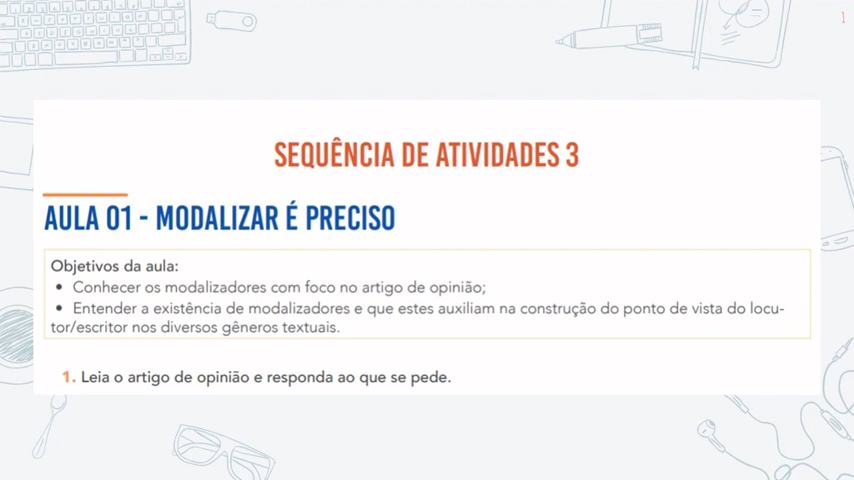 1
SEQUÊNCIA DE ATIVIDADES 3
AULA 01 - MODALIZAR É PRECISO
Objetivos da aula:
• Conhecer os modalizadores com foco no artigo de opinião;
• Entender a existência de modalizadores e que estes auxiliam na construção do ponto de vista do locu-
tor/escritor nos diversos gêneros textuais.
1. Leia o artigo de opinião e responda ao que se pede.